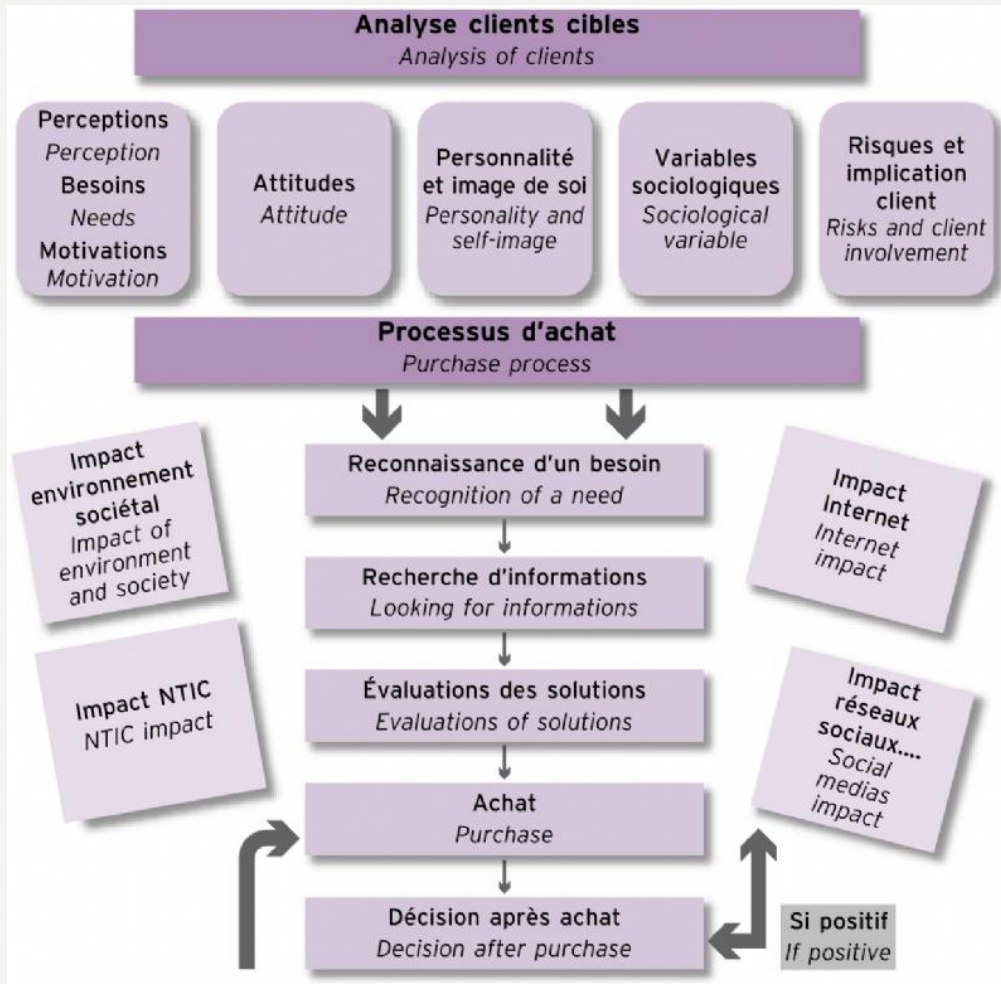 Analyse clients cibles
Analysis of clients
Perceptions
Perception
Besoins
Needs
Motivations
Motivation
Attitudes
Attitude
Personnalité
et image de soi
Personality and
self-image
Variables
sociologiques
Sociological
variable
Risques et
implication
client
Risks and client
involvement
Processus d'achat
Purchase process
Impact
environnement
sociétal
Impact of
environment
and society
Reconnaissance d'un besoin
Recognition of a need
Impact
Internet
Internet
impact
Recherche d'informations
Looking for informations
Impact NTIC
NTIC impact
Évaluations des solutions
Evaluations of solutions
Impact
réseaux
sociaux....
Social
medias
impact
Achat
Purchase
Décision après achat
Decision after purchase
Si positif
If positive